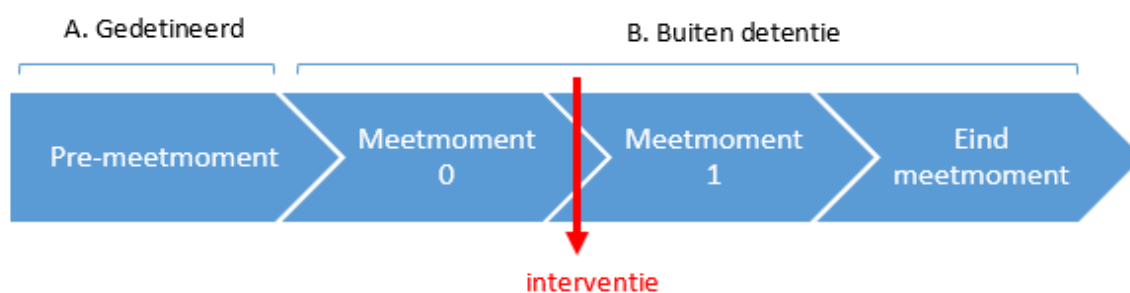 A. Gedetineerd
B. Buiten detentie
Pre-meetmoment
Meetmoment
0
Meetmoment
1
Eind
meetmoment
interventie